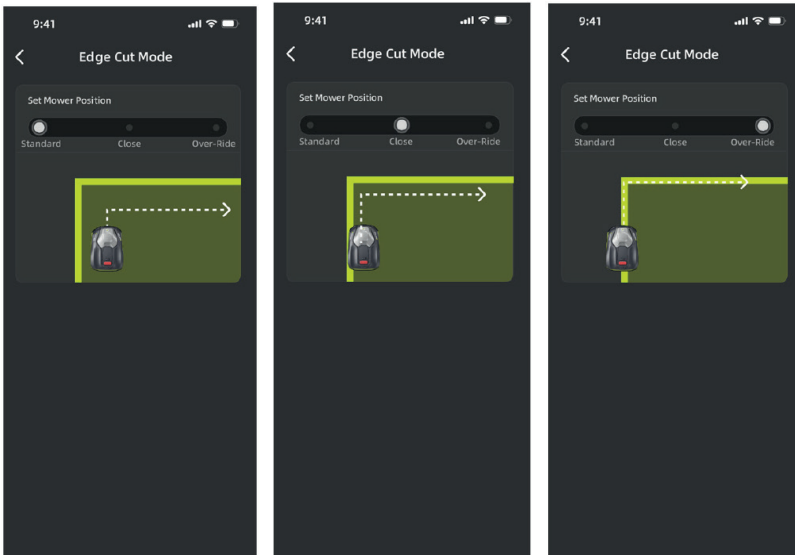 9:41
Edge Cut Mode
Set Mower Position
Standard Close Over-Ride
9:41
Edge Cut Mode
Set Mower Position
Standard Close Over-Ride
9:41
Edge Cut Mode
Set Mower Position
Standard Close Over-Ride